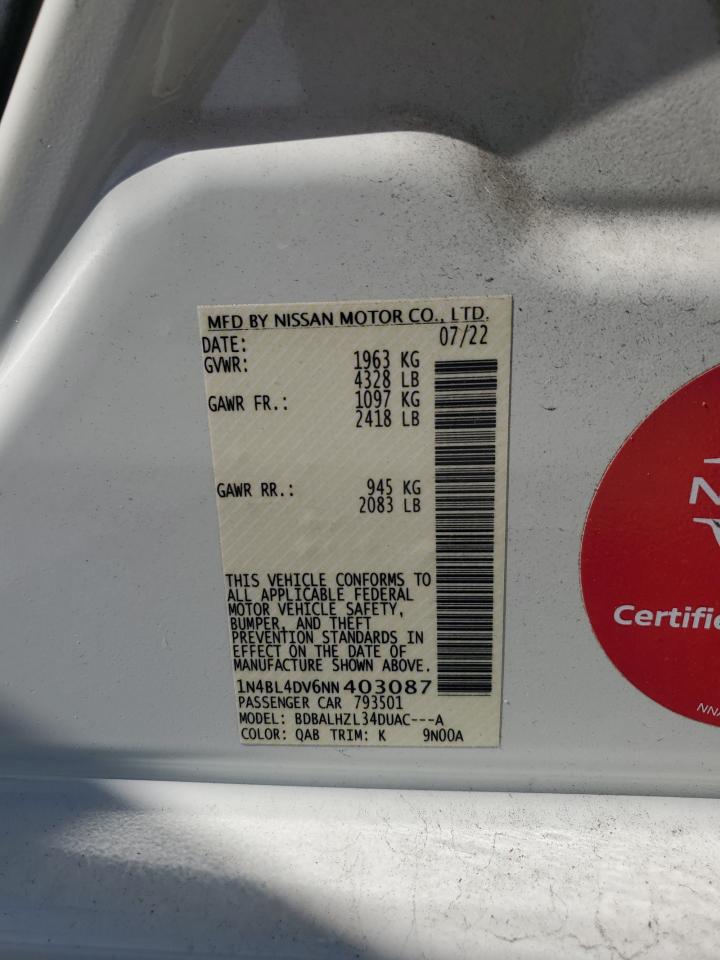 MFD BY NISSAN MOTOR CO., LTD.
DATE: 07/22
GVWR: 1963 KG
4328 LB
GAWR FR.: 1097 KG
2418 LB
GAWR RR.: 945 KG
2083 LB
THIS VEHICLE CONFORMS TO
ALL APPLICABLE FEDERAL
MOTOR VEHICLE SAFETY,
BUMPER, AND THEFT
PREVENTION STANDARDS IN
EFFECT ON THE DATE OF
MANUFACTURE SHOWN ABOVE.
1N4BL4DV6NN403087
PASSENGER CAR 793501
MODEL: BDBALHZL34DUAC---A
COLOR: QAB TRIM: K 9N00A